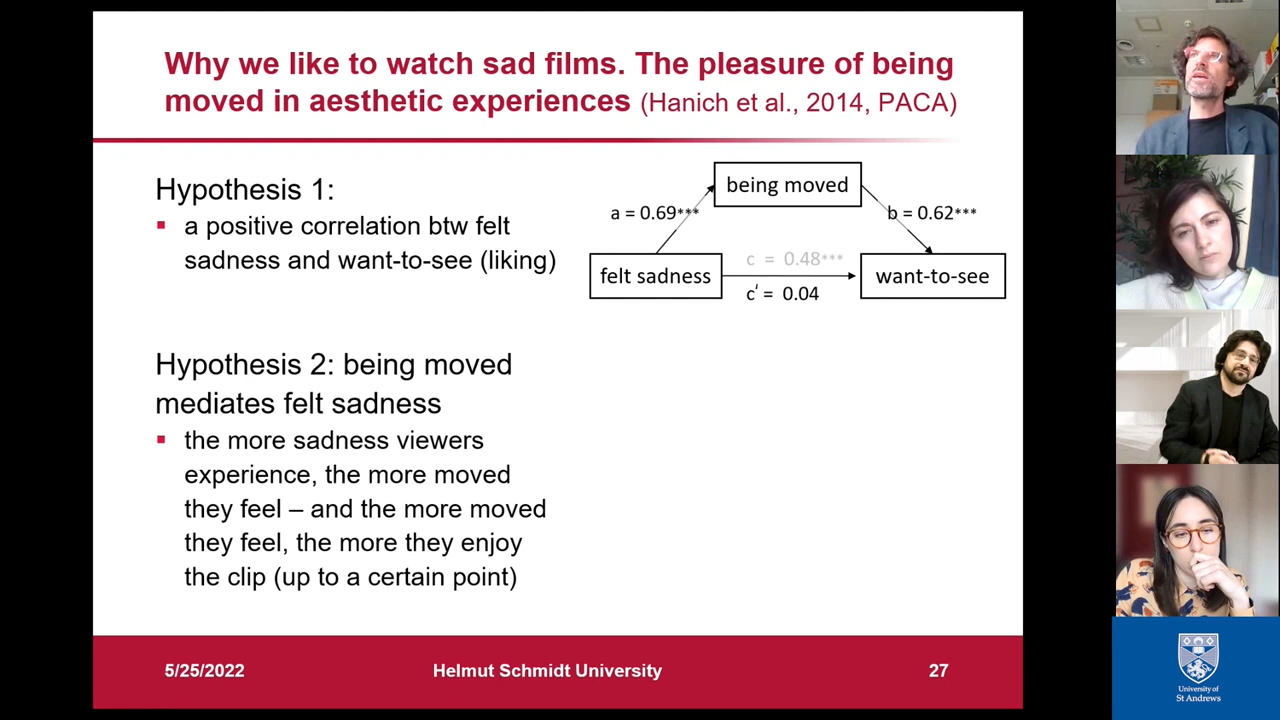 Why we like to watch sad films. The pleasure of being
moved in aesthetic experiences (Hanich et al., 2014, PACA)
Hypothesis 1:
▪ a positive correlation btw felt
sadness and want-to-see (liking)
being moved
a = 0.69***
b = 0.62***
felt sadness
c = 0.48***
c' = 0.04
want-to-see
Hypothesis 2: being moved
mediates felt sadness
▪ the more sadness viewers
experience, the more moved
they feel – and the more moved
they feel, the more they enjoy
the clip (up to a certain point)
5/25/2022
Helmut Schmidt University
27
University of
St Andrews